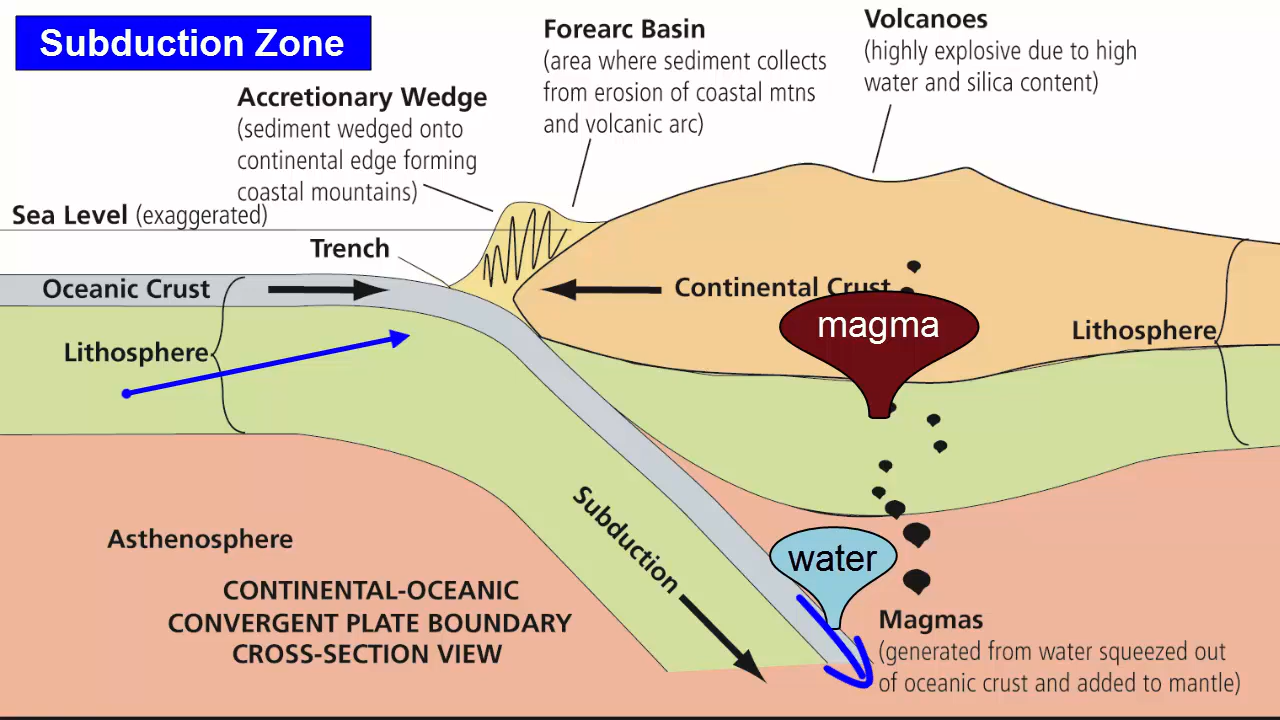 Subduction Zone
Accretionary Wedge
(sediment wedged onto
continental edge forming
coastal mountains)
Forearc Basin
(area where sediment collects
from erosion of coastal mtns
and volcanic arc)
Volcanoes
(highly explosive due to high
water and silica content)
Sea Level (exaggerated)
Trench
Oceanic Crust
Continental Crust
magma
Lithosphere
Lithosphere
Subduction
water
Asthenosphere
CONTINENTAL-OCEANIC
CONVERGENT PLATE BOUNDARY
CROSS-SECTION VIEW
Magmas
(generated from water squeezed out
of oceanic crust and added to mantle)